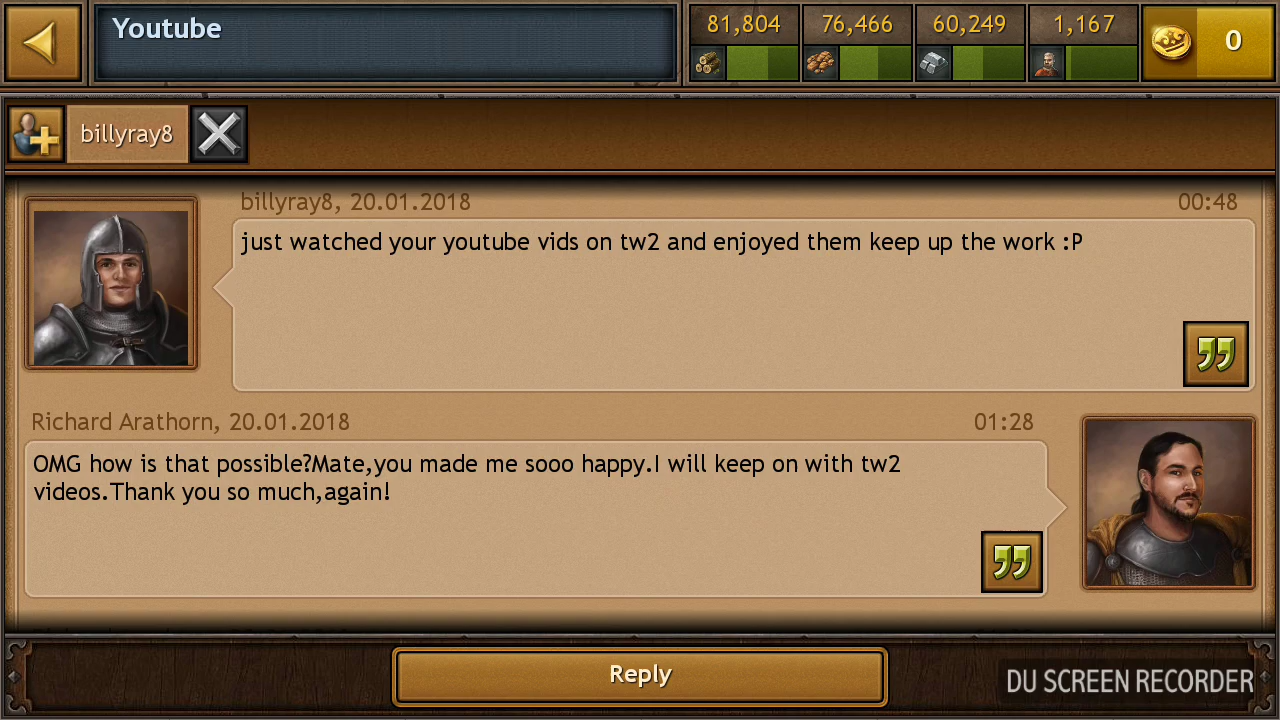 Youtube
81,804
76,466
60,249
1,167
0
billyray8
billyray8, 20.01.2018
00:48
just watched your youtube vids on tw2 and enjoyed them keep up the work :P
Richard Arathorn, 20.01.2018
01:28
OMG how is that possible?Mate,you made me sooo happy.I will keep on with tw2
videos.Thank you so much,again!
Reply
DU SCREEN RECORDER